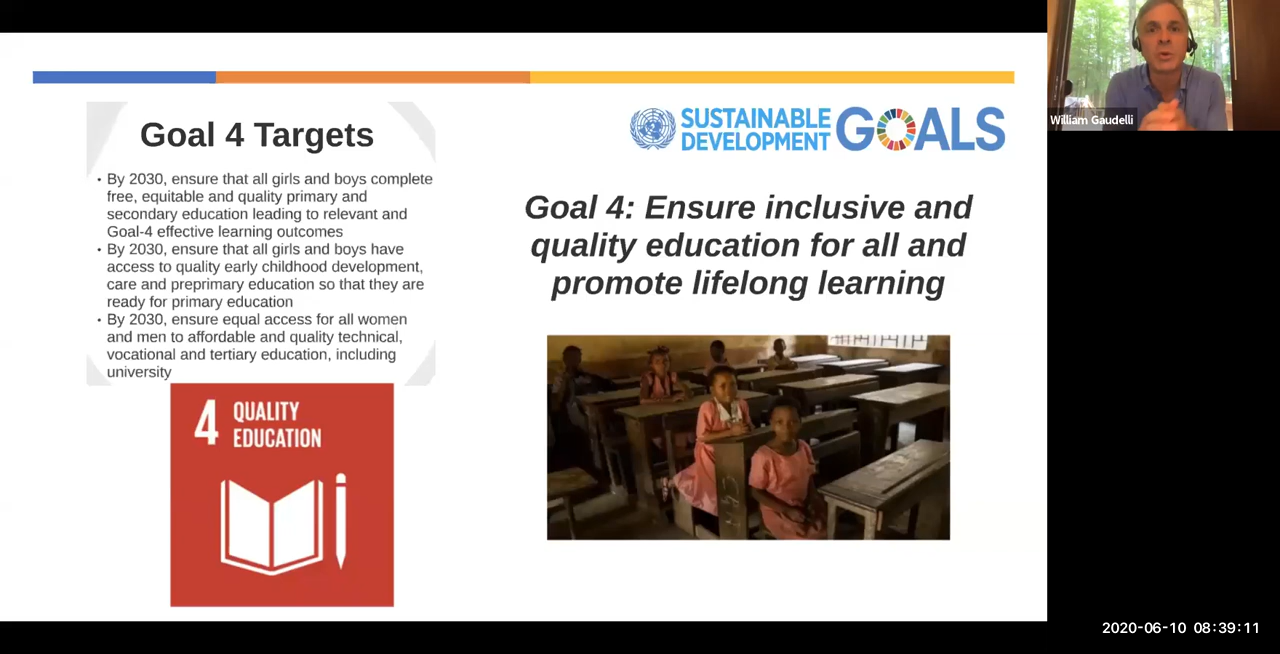 Goal 4 Targets
• By 2030, ensure that all girls and boys complete
free, equitable and quality primary and
secondary education leading to relevant and
Goal-4 effective learning outcomes
• By 2030, ensure that all girls and boys have
access to quality early childhood development,
care and preprimary education so that they are
ready for primary education
• By 2030, ensure equal access for all women
and men to affordable and quality technical,
vocational and tertiary education, including
university
4 QUALITY
EDUCATION
SUSTAINABLE
DEVELOPMENT
GOALS
Goal 4: Ensure inclusive and
quality education for all and
promote lifelong learning
William Gaudelli
2020-06-10 08:39:11